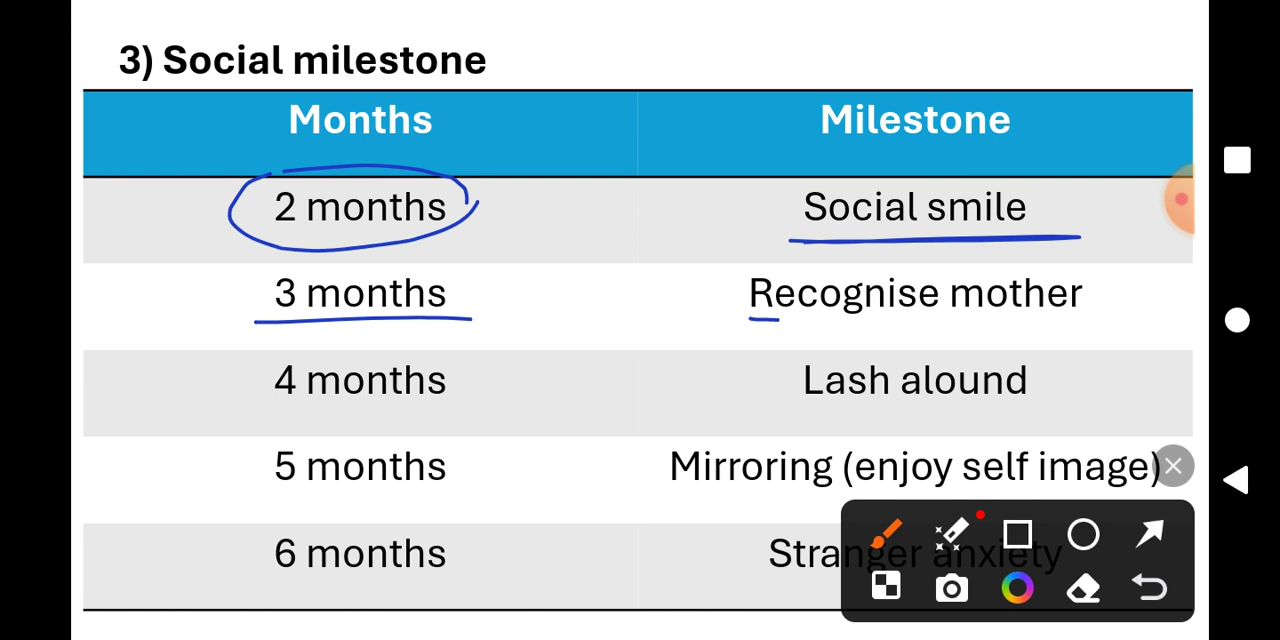 3) Social milestone
Months Milestone
2 months Social smile
3 months Recognise mother
4 months Lash alound
5 months Mirroring (enjoy self image)
6 months Stranger anxiety